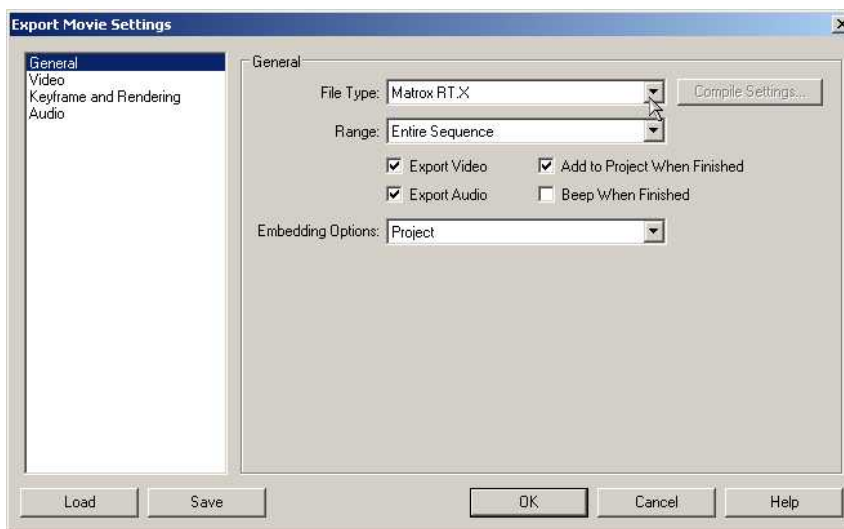 Export Movie Settings
General
Video
Keyframe and Rendering
Audio
General
File Type: Matrox RT.X Compile Settings...
Range: Entire Sequence
Export Video Add to Project When Finished
Export Audio Beep When Finished
Embedding Options: Project
Load Save OK Cancel Help